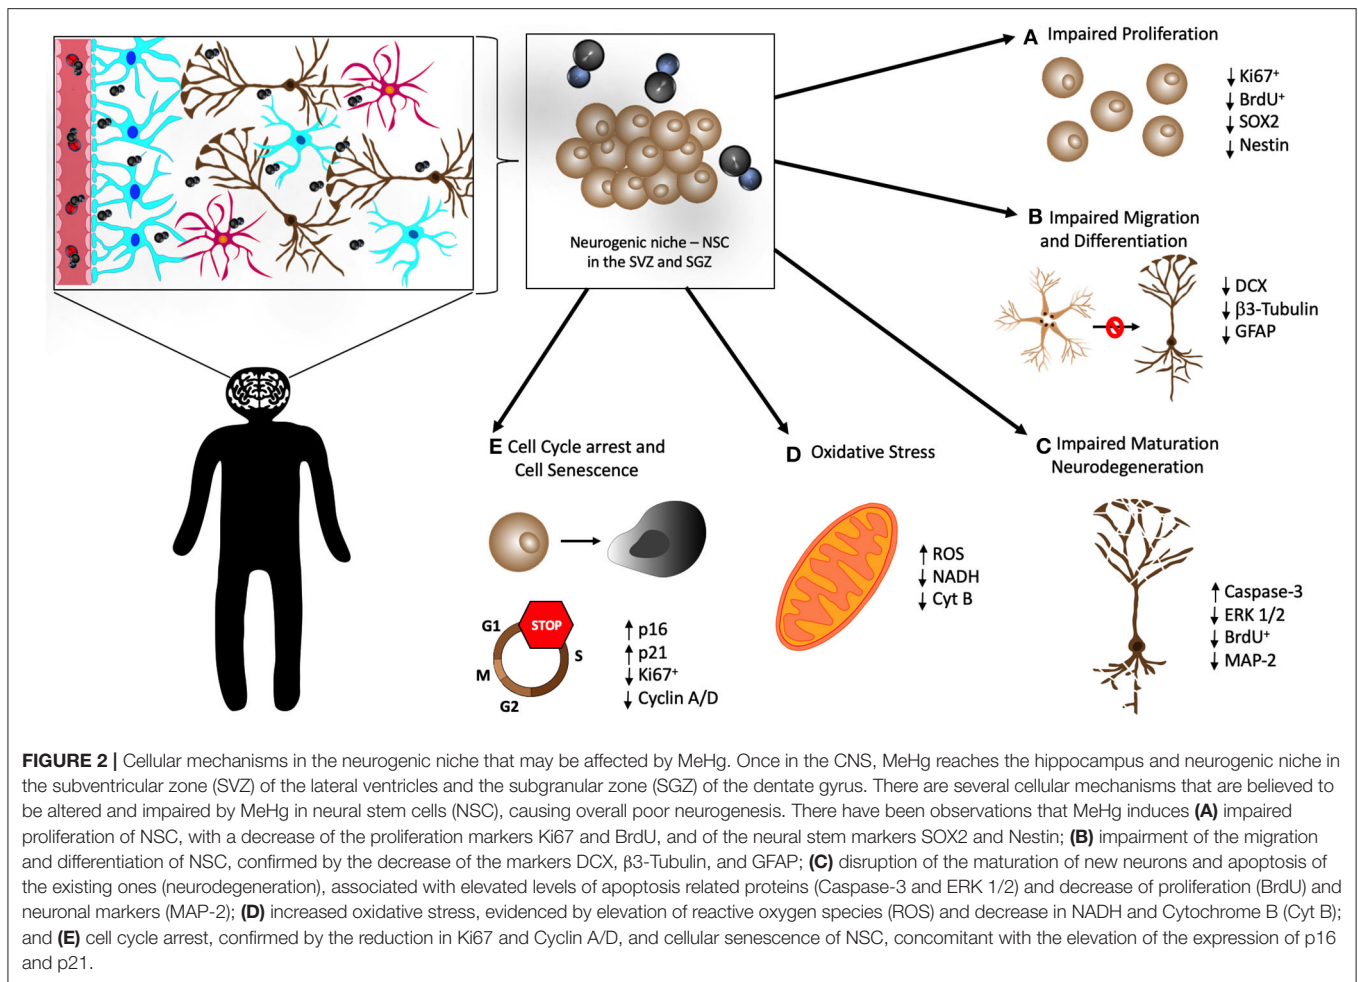 A Impaired Proliferation
↓ Ki67⁺
↓ BrdU⁺
↓ SOX2
↓ Nestin
Neurogenic niche – NSC
in the SVZ and SGZ
B Impaired Migration
and Differentiation
↓ DCX
↓ β3-Tubulin
↓ GFAP
C Impaired Maturation
Neurodegeneration
↑ Caspase-3
↓ ERK 1/2
↓ BrdU⁺
↓ MAP-2
D Oxidative Stress
↑ ROS
↓ NADH
↓ Cyt B
E Cell Cycle arrest and
Cell Senescence
G1
STOP
S
M
G2
↑ p16
↑ p21
↓ Ki67⁺
↓ Cyclin A/D
FIGURE 2 | Cellular mechanisms in the neurogenic niche that may be affected by MeHg. Once in the CNS, MeHg reaches the hippocampus and neurogenic niche in
the subventricular zone (SVZ) of the lateral ventricles and the subgranular zone (SGZ) of the dentate gyrus. There are several cellular mechanisms that are believed to
be altered and impaired by MeHg in neural stem cells (NSC), causing overall poor neurogenesis. There have been observations that MeHg induces (A) impaired
proliferation of NSC, with a decrease of the proliferation markers Ki67 and BrdU, and of the neural stem markers SOX2 and Nestin; (B) impairment of the migration
and differentiation of NSC, confirmed by the decrease of the markers DCX, β3-Tubulin, and GFAP; (C) disruption of the maturation of new neurons and apoptosis of
the existing ones (neurodegeneration), associated with elevated levels of apoptosis related proteins (Caspase-3 and ERK 1/2) and decrease of proliferation (BrdU) and
neuronal markers (MAP-2); (D) increased oxidative stress, evidenced by elevation of reactive oxygen species (ROS) and decrease in NADH and Cytochrome B (Cyt B);
and (E) cell cycle arrest, confirmed by the reduction in Ki67 and Cyclin A/D, and cellular senescence of NSC, concomitant with the elevation of the expression of p16
and p21.